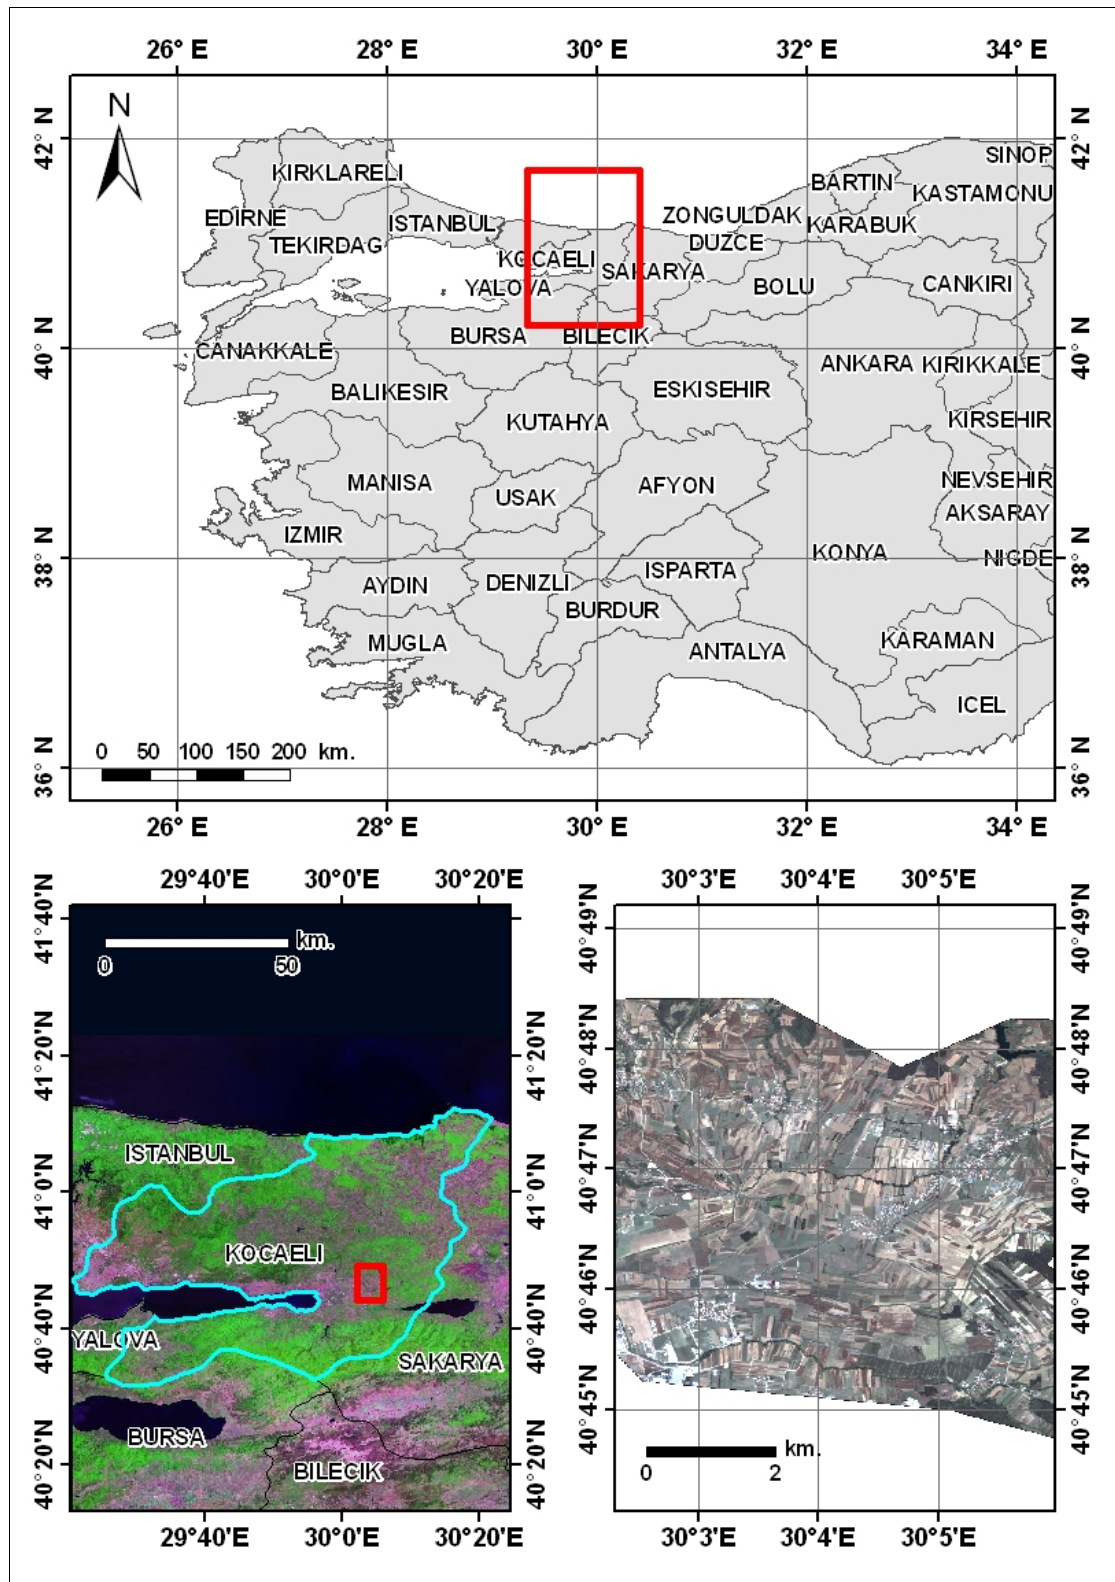 26° E 28° E 30° E 32° E 34° E
N
42° N 42° N
SINOP
KIRKLARELI
BARTIN
KASTAMONU
EDIRNE ISTANBUL ZONGULDAK KARABUK
TEKIRDAG DUZCE
KOCAELI SAKARYA
YALOVA BOLU CANKIRI
BURSA BILECIK
40° N 40° N
CANAKKALE ANKARA KIRIKKALE
BALIKESIR ESKISEHIR
KUTAHYA KIRSEHIR
MANISA USAK AFYON NEVSEHIR
AKSARAY
IZMIR KONYA
38° N 38° N
NIGDE
AYDIN DENIZLI ISPARTA
BURDUR
MUGLA ANTALYA KARAMAN
ICEL
0 50 100 150 200 km.
36° N 36° N
26° E 28° E 30° E 32° E 34° E
29°40'E 30°0'E 30°20'E
41°40'N 41°40'N
km.
0 50
41°20'N 41°20'N
ISTANBUL
41°0'N 41°0'N
KOCAELI
40°40'N 40°40'N
YALOVA
SAKARYA
BURSA
40°20'N 40°20'N
BILECIK
29°40'E 30°0'E 30°20'E
30°3'E 30°4'E 30°5'E
40°49'N 40°49'N
40°48'N 40°48'N
40°47'N 40°47'N
40°46'N 40°46'N
40°45'N 40°45'N
km.
0 2
30°3'E 30°4'E 30°5'E